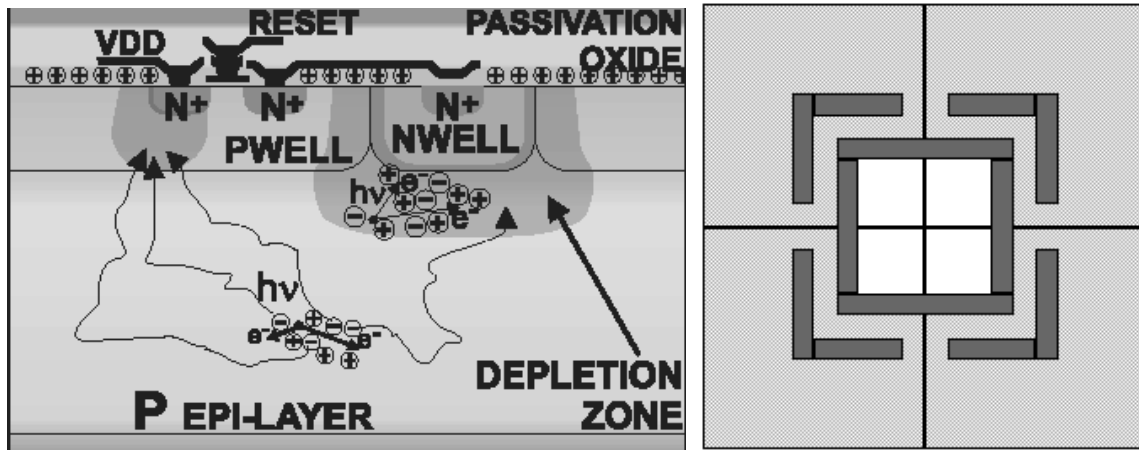 RESET
PASSIVATION
VDD
OXIDE
N+ N+ N+
PWELL NWELL
hν e⁻
e⁻
hν
e⁻ e⁻
DEPLETION
P EPI-LAYER ZONE